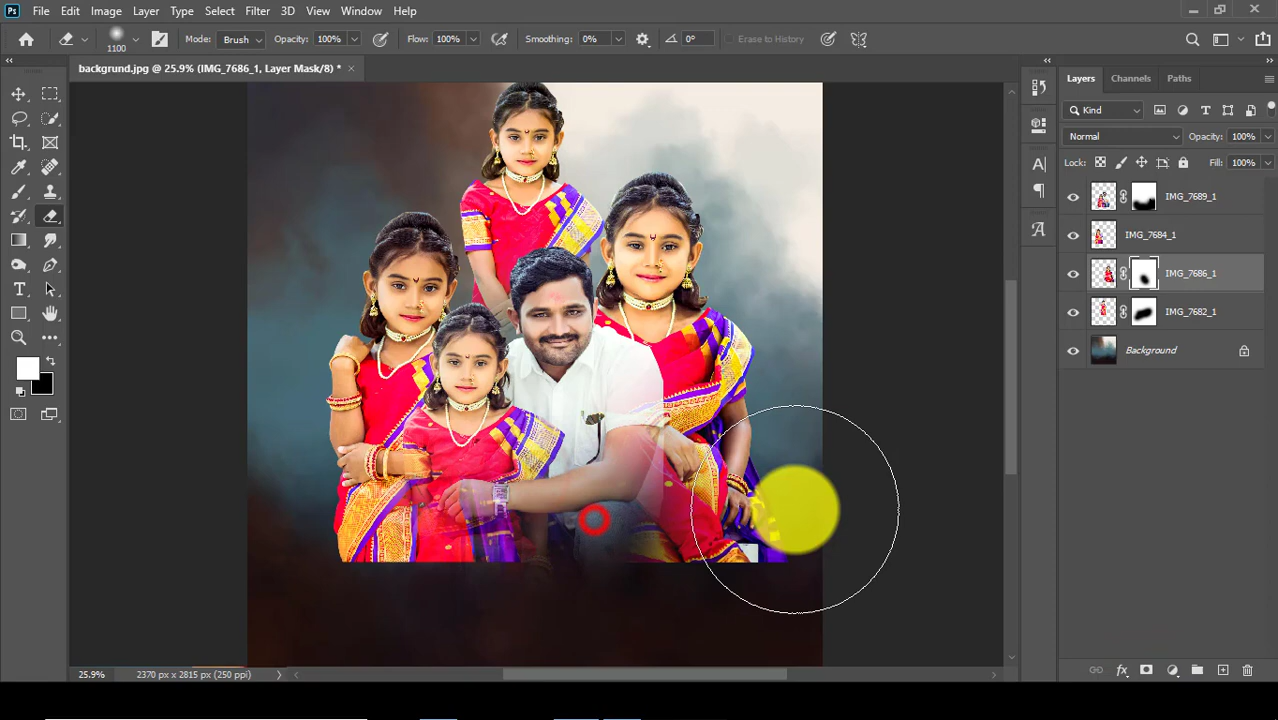 Ps File Edit Image Layer Type Select Filter 3D View Window Help
1100 Mode: Brush Opacity: 100% Flow: 100% Smoothing: 0% 0° Erase to History
backgrund.jpg @ 25.9% (IMG_7686_1, Layer Mask/8) * ×
Layers Channels Paths
Kind
Normal Opacity: 100%
Lock: Fill: 100%
IMG_7689_1
IMG_7684_1
IMG_7686_1
IMG_7682_1
Background
25.9% 2370 px x 2815 px (250 ppi)